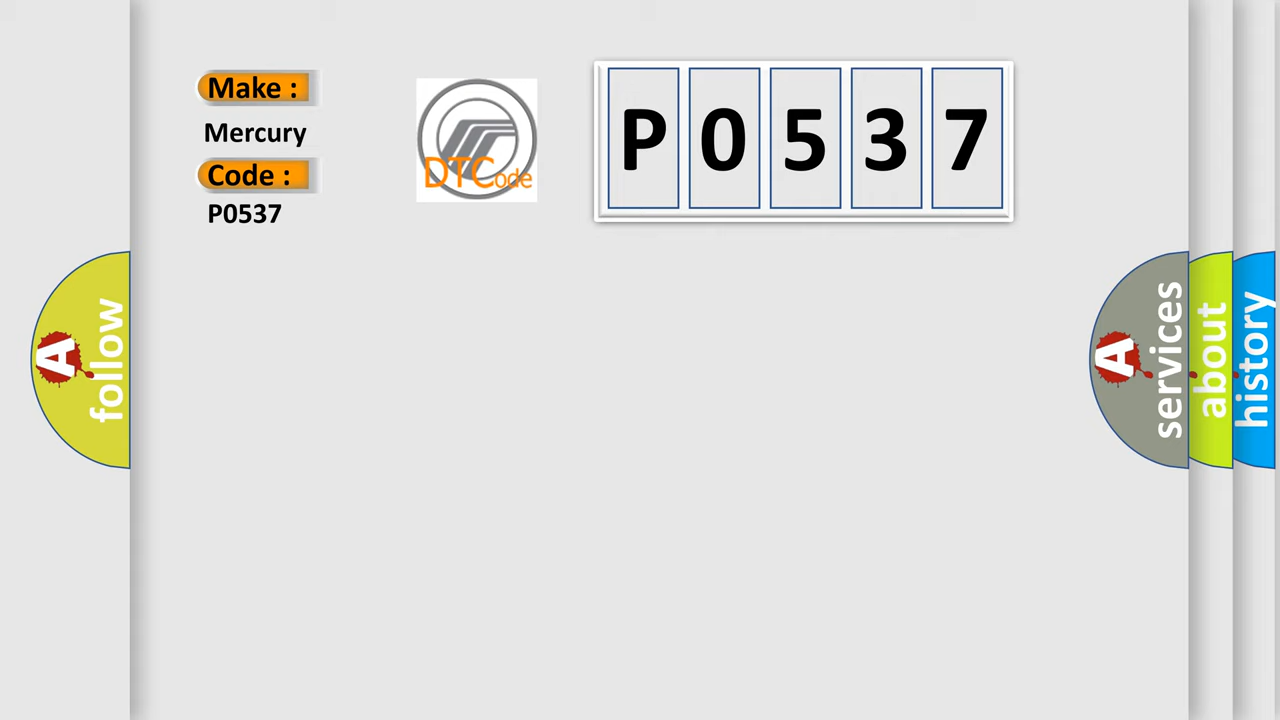 Make :
Mercury
Code :
P0537
DTCode
P 0 5 3 7
A follow
A services
about
history